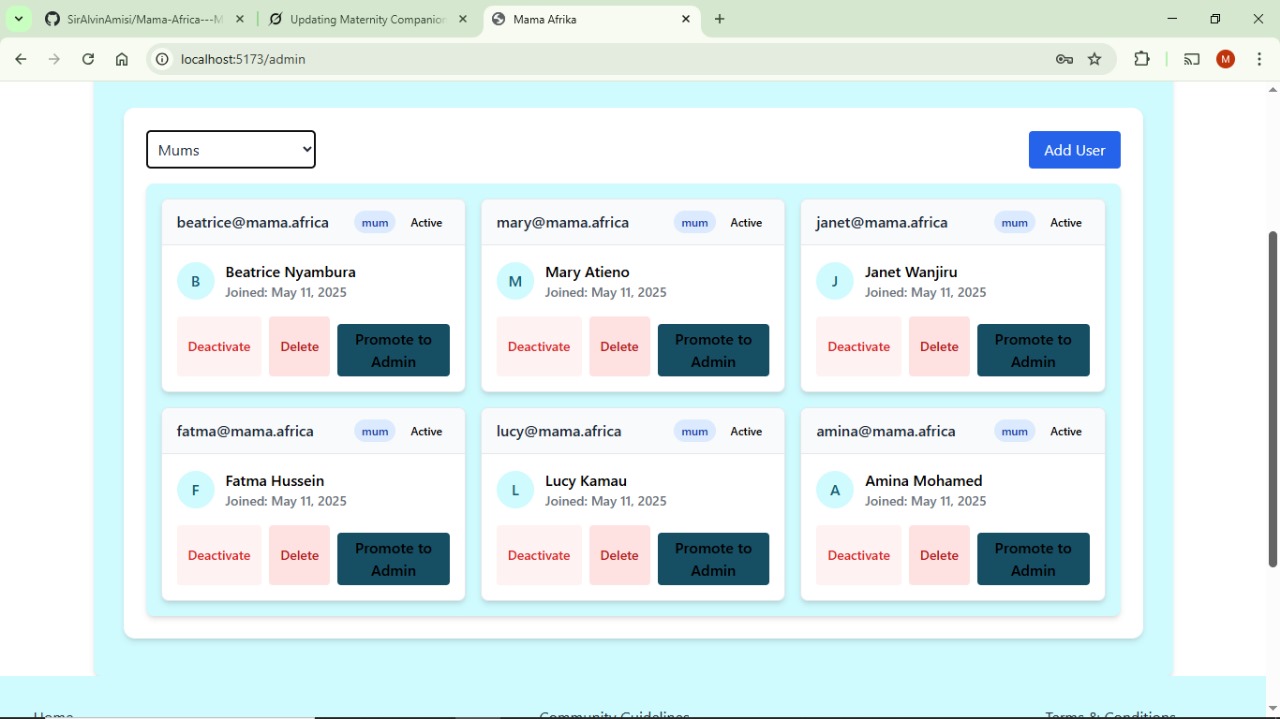 SirAlvinAmisi/Mama-Africa---M
Updating Maternity Companion
Mama Afrika
localhost:5173/admin
M
Mums
Add User
beatrice@mama.africa mum Active
B
Beatrice Nyambura
Joined: May 11, 2025
Deactivate
Delete
Promote to
Admin
mary@mama.africa mum Active
M
Mary Atieno
Joined: May 11, 2025
Deactivate
Delete
Promote to
Admin
janet@mama.africa mum Active
J
Janet Wanjiru
Joined: May 11, 2025
Deactivate
Delete
Promote to
Admin
fatma@mama.africa mum Active
F
Fatma Hussein
Joined: May 11, 2025
Deactivate
Delete
Promote to
Admin
lucy@mama.africa mum Active
L
Lucy Kamau
Joined: May 11, 2025
Deactivate
Delete
Promote to
Admin
amina@mama.africa mum Active
A
Amina Mohamed
Joined: May 11, 2025
Deactivate
Delete
Promote to
Admin
Home
Community Guidelines
Terms & Conditions